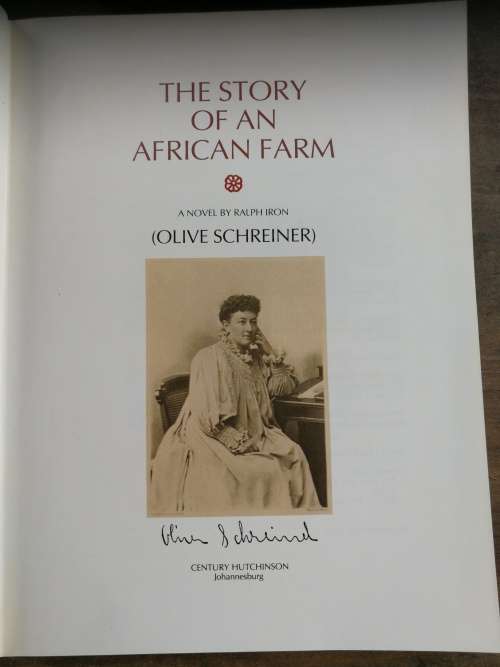 THE STORY
OF AN
AFRICAN FARM
A NOVEL BY RALPH IRON
(OLIVE SCHREINER)
Olive Schreiner
CENTURY HUTCHINSON
Johannesburg